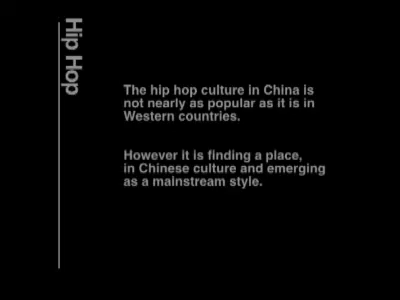 Hip Hop
The hip hop culture in China is
not nearly as popular as it is in
Western countries.
However it is finding a place,
in Chinese culture and emerging
as a mainstream style.